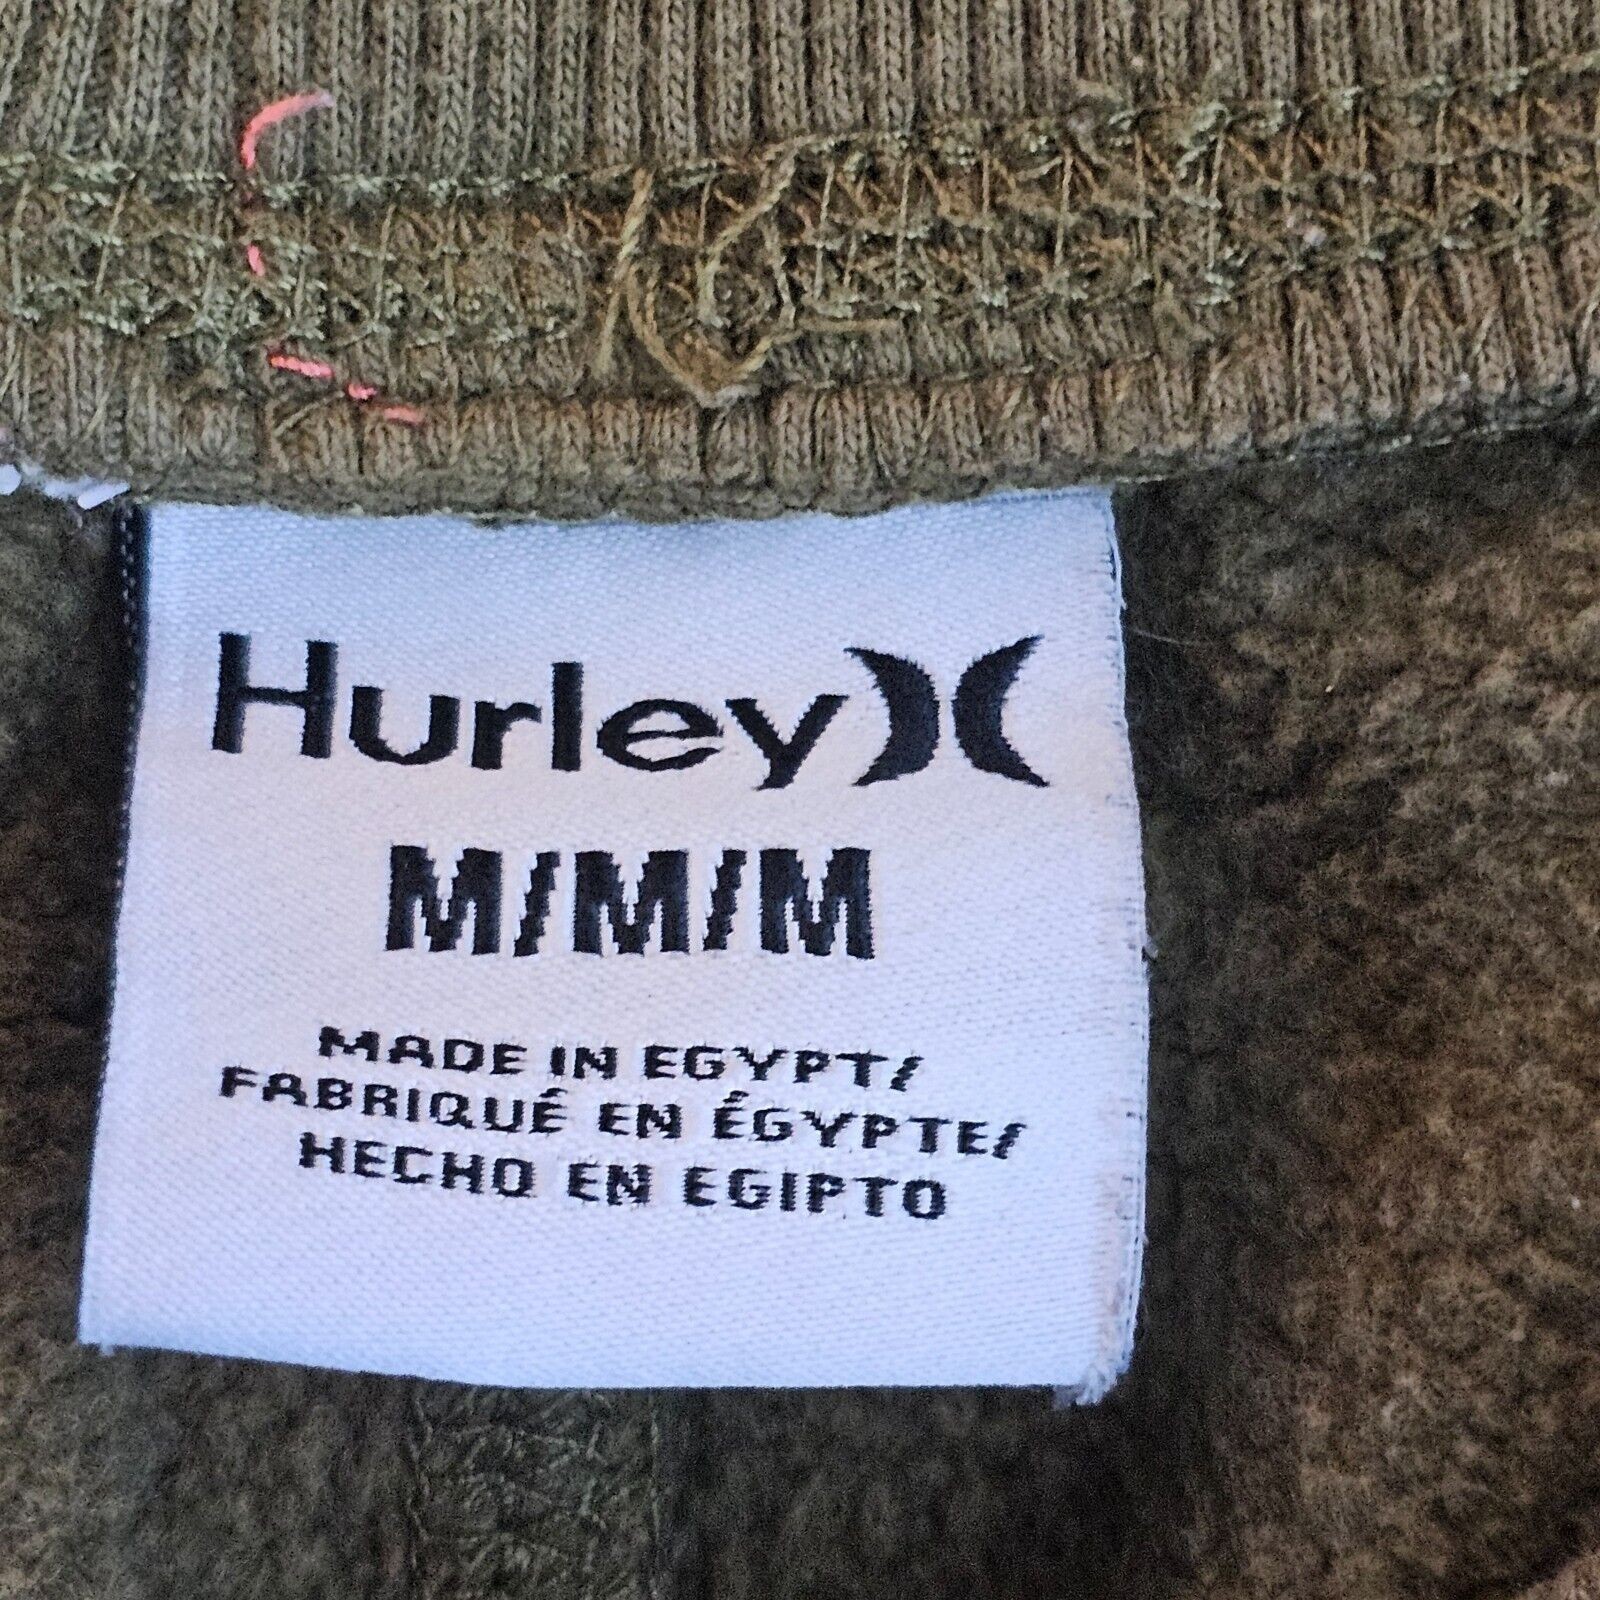 Hurley
M/M/M
MADE IN EGYPT/
FABRIQUÉ EN ÉGYPTE/
HECHO EN EGIPTO